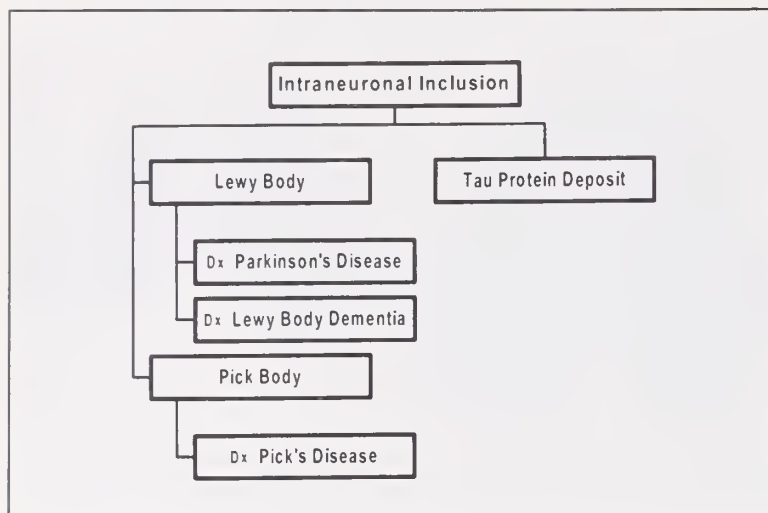 Intraneuronal Inclusion
Lewy Body
Tau Protein Deposit
Dx Parkinson's Disease
Dx Lewy Body Dementia
Pick Body
Dx Pick's Disease